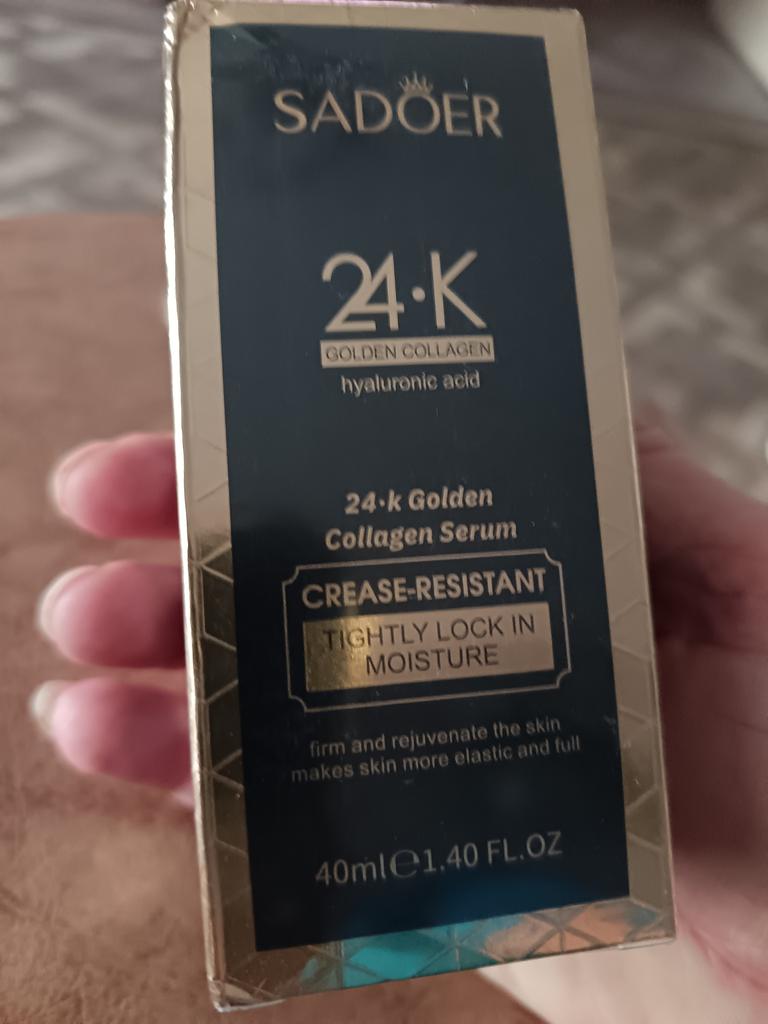 SADOER
24·K
GOLDEN COLLAGEN
hyaluronic acid
24·k Golden
Collagen Serum
CREASE-RESISTANT
TIGHTLY LOCK IN
MOISTURE
firm and rejuvenate the skin
makes skin more elastic and full
40ml℮1.40 FL.OZ